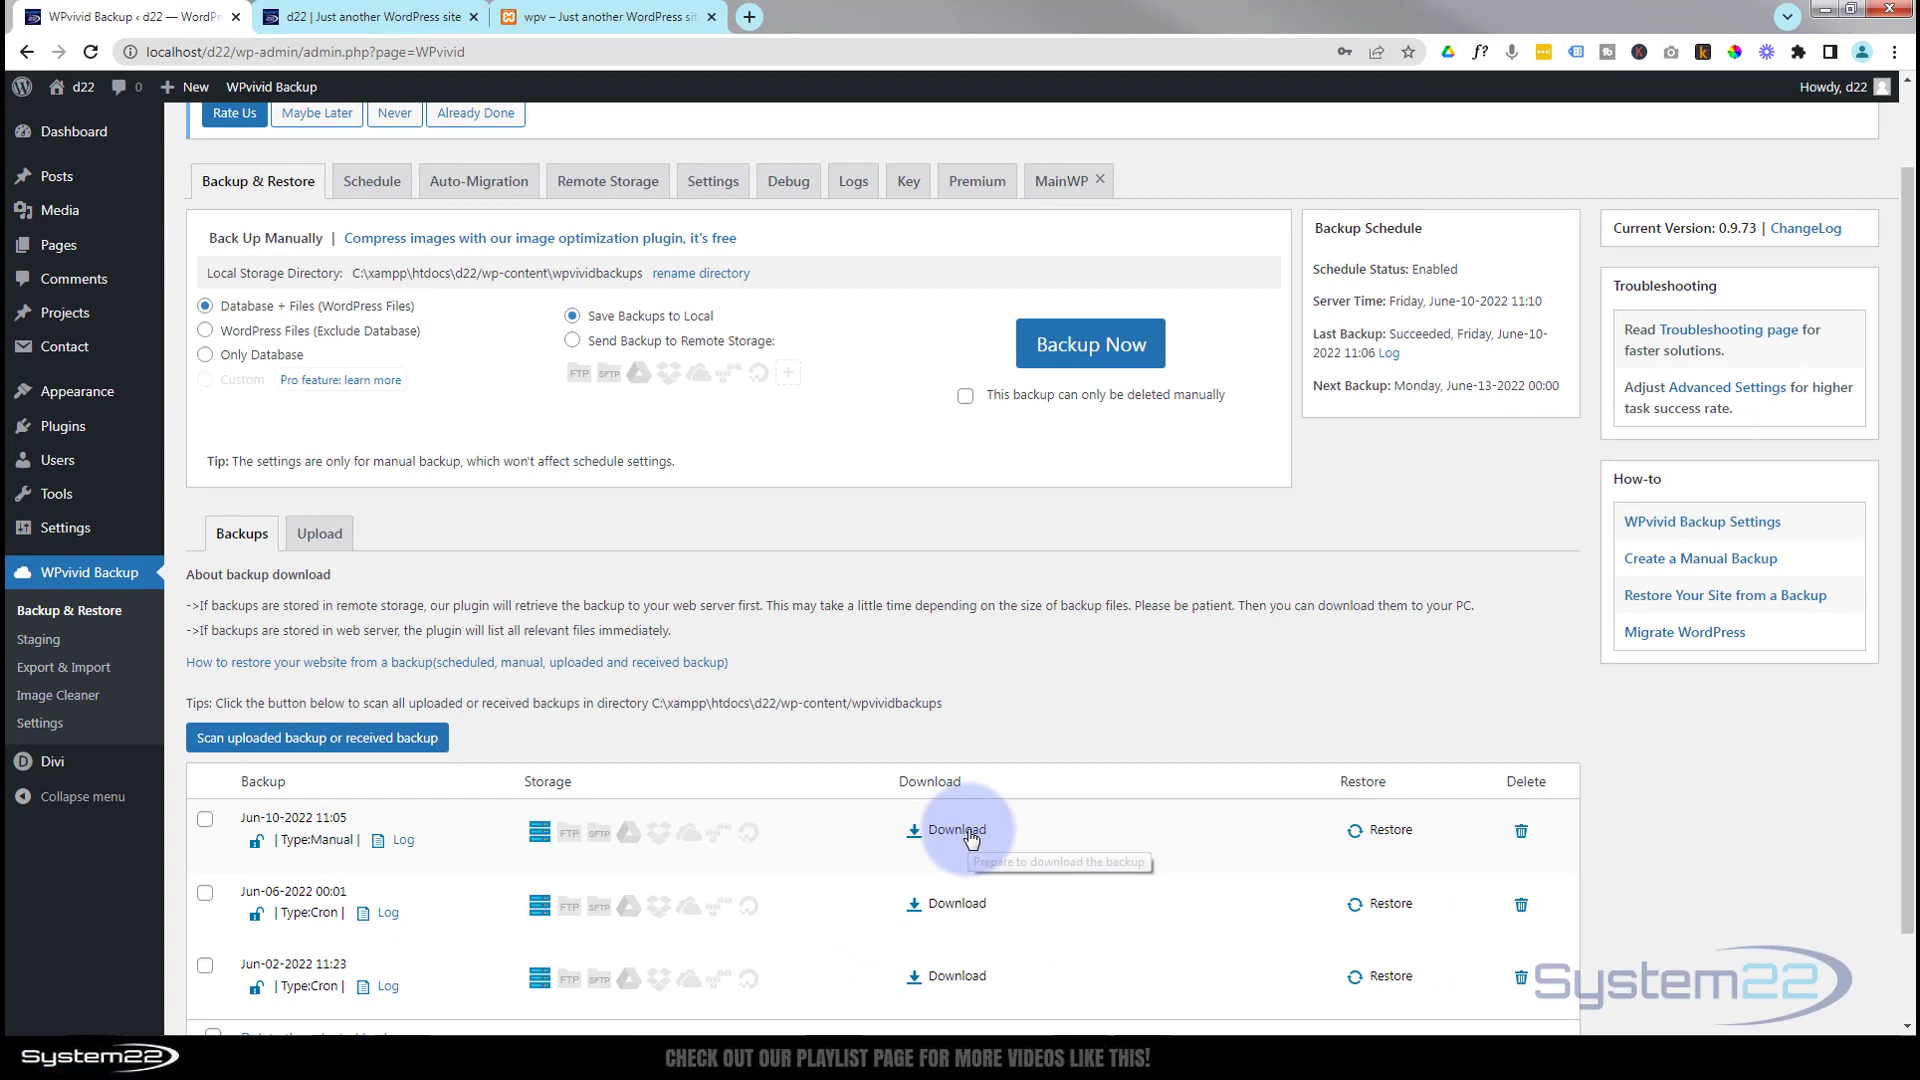 WPvivid Backup ‹ d22 — WordPr
d22 | Just another WordPress site
wpv – Just another WordPress sit
localhost/d22/wp-admin/admin.php?page=WPvivid
d22
0
New
WPvivid Backup
Howdy, d22
Dashboard
Posts
Media
Pages
Comments
Projects
Contact
Appearance
Plugins
Users
Tools
Settings
WPvivid Backup
Backup & Restore
Staging
Export & Import
Image Cleaner
Settings
Divi
Collapse menu
Rate Us
Maybe Later
Never
Already Done
Backup & Restore
Schedule
Auto-Migration
Remote Storage
Settings
Debug
Logs
Key
Premium
MainWP ×
Back Up Manually | Compress images with our image optimization plugin, it's free
Local Storage Directory: C:\xampp\htdocs\d22/wp-content\wpvividbackups rename directory
Database + Files (WordPress Files)
WordPress Files (Exclude Database)
Only Database
Custom Pro feature: learn more
Save Backups to Local
Send Backup to Remote Storage:
FTP SFTP
Backup Now
This backup can only be deleted manually
Tip: The settings are only for manual backup, which won't affect schedule settings.
Backup Schedule
Schedule Status: Enabled
Server Time: Friday, June-10-2022 11:10
Last Backup: Succeeded, Friday, June-10-
2022 11:06 Log
Next Backup: Monday, June-13-2022 00:00
Current Version: 0.9.73 | ChangeLog
Troubleshooting
Read Troubleshooting page for
faster solutions.
Adjust Advanced Settings for higher
task success rate.
How-to
WPvivid Backup Settings
Create a Manual Backup
Restore Your Site from a Backup
Migrate WordPress
Backups
Upload
About backup download
->If backups are stored in remote storage, our plugin will retrieve the backup to your web server first. This may take a little time depending on the size of backup files. Please be patient. Then you can download them to your PC.
->If backups are stored in web server, the plugin will list all relevant files immediately.
How to restore your website from a backup(scheduled, manual, uploaded and received backup)
Tips: Click the button below to scan all uploaded or received backups in directory C:\xampp\htdocs\d22/wp-content/wpvividbackups
Scan uploaded backup or received backup
Backup Storage Download Restore Delete
Jun-10-2022 11:05
| Type:Manual | Log
FTP SFTP
Download
Restore
Prepare to download the backup
Jun-06-2022 00:01
| Type:Cron | Log
FTP SFTP
Download
Restore
Jun-02-2022 11:23
| Type:Cron | Log
FTP SFTP
Download
Restore
System22
System22
CHECK OUT OUR PLAYLIST PAGE FOR MORE VIDEOS LIKE THIS!